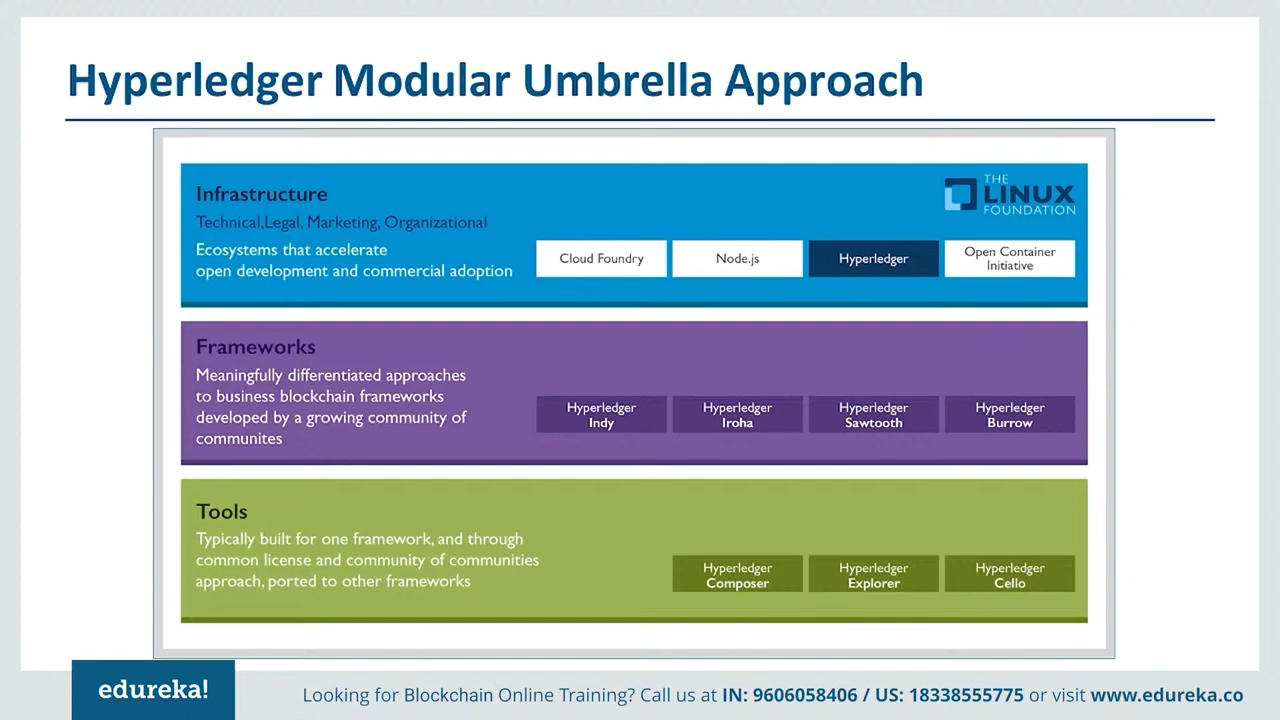 Hyperledger Modular Umbrella Approach
Infrastructure
Technical,Legal, Marketing, Organizational
Ecosystems that accelerate
open development and commercial adoption
THE
LINUX
FOUNDATION
Cloud Foundry
Node.js
Hyperledger
Open Container
Initiative
Frameworks
Meaningfully differentiated approaches
to business blockchain frameworks
developed by a growing community of
communites
Hyperledger
Indy
Hyperledger
Iroha
Hyperledger
Sawtooth
Hyperledger
Burrow
Tools
Typically built for one framework, and through
common license and community of communities
approach, ported to other frameworks
Hyperledger
Composer
Hyperledger
Explorer
Hyperledger
Cello
edureka!
Looking for Blockchain Online Training? Call us at IN: 9606058406 / US: 18338555775 or visit www.edureka.co